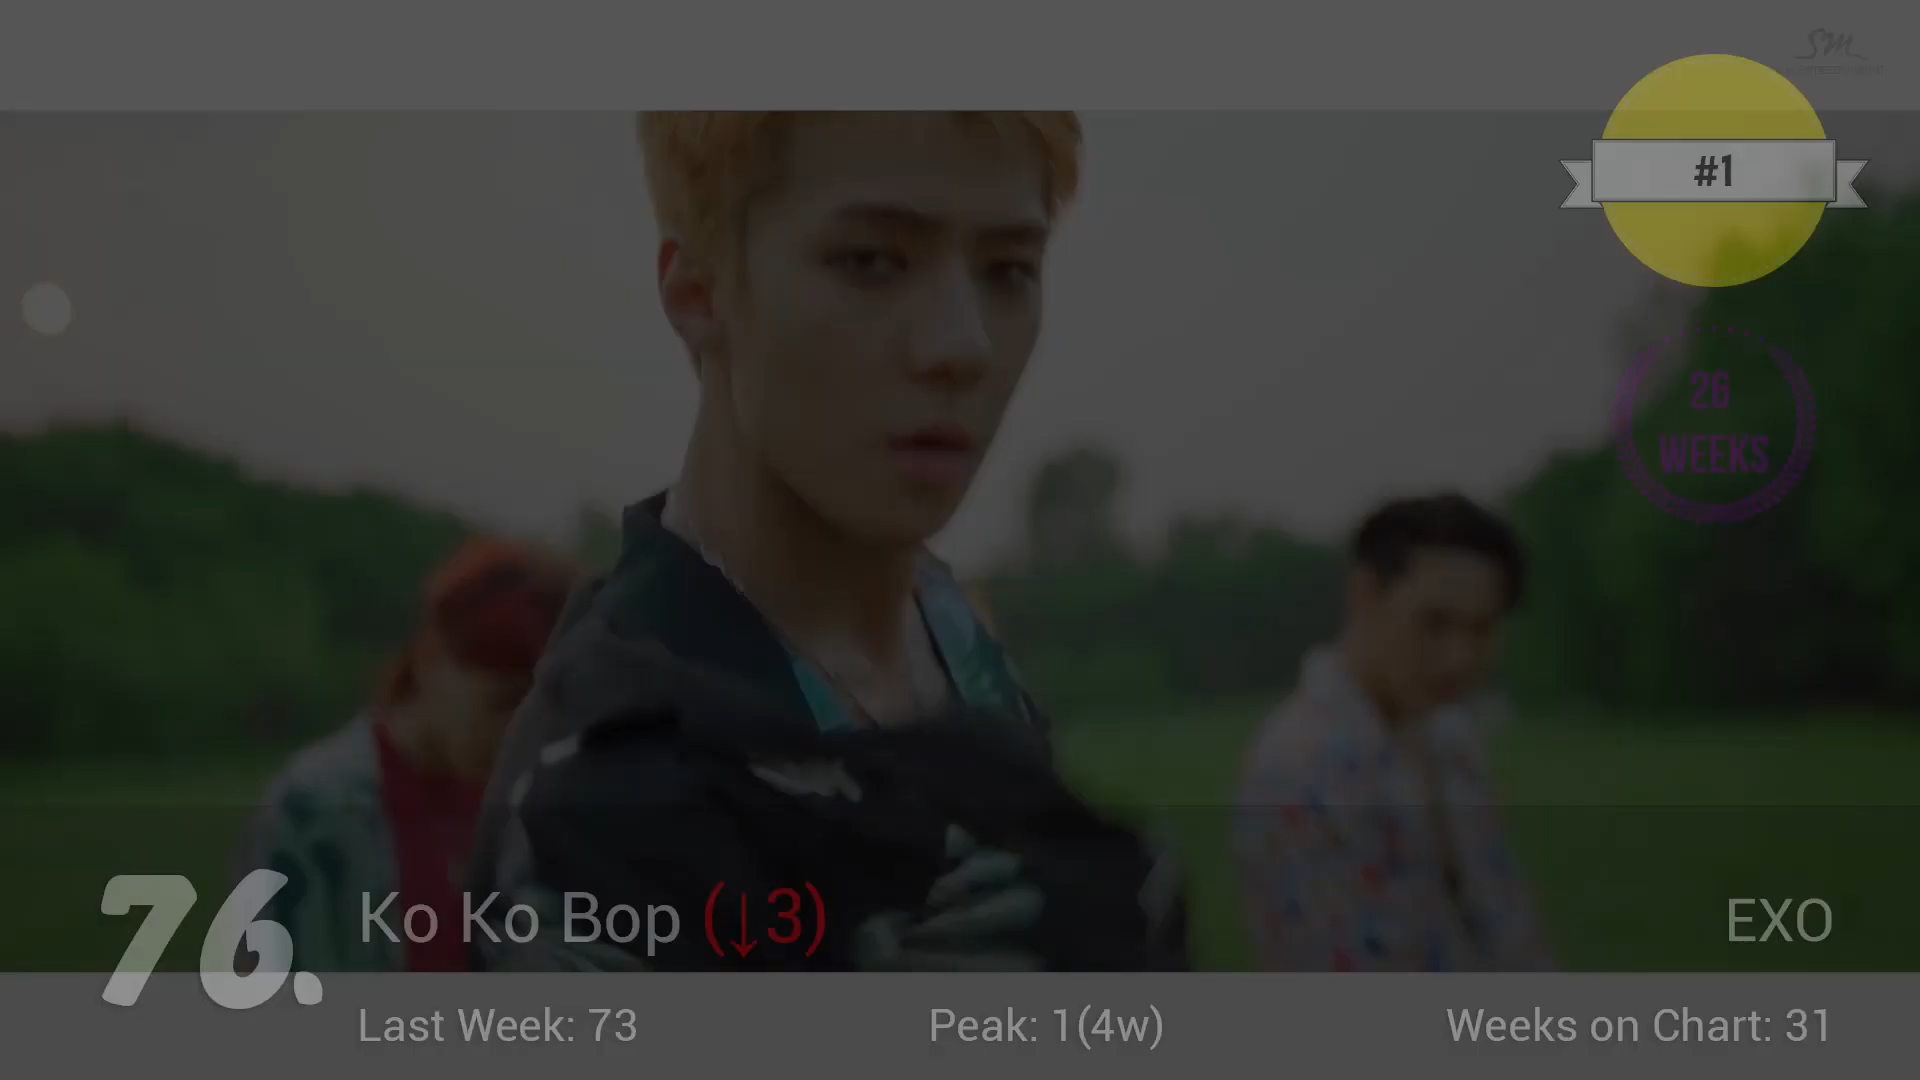 SM
#1
26
WEEKS
76.
Ko Ko Bop (↓3)
EXO
Last Week: 73
Peak: 1(4w)
Weeks on Chart: 31